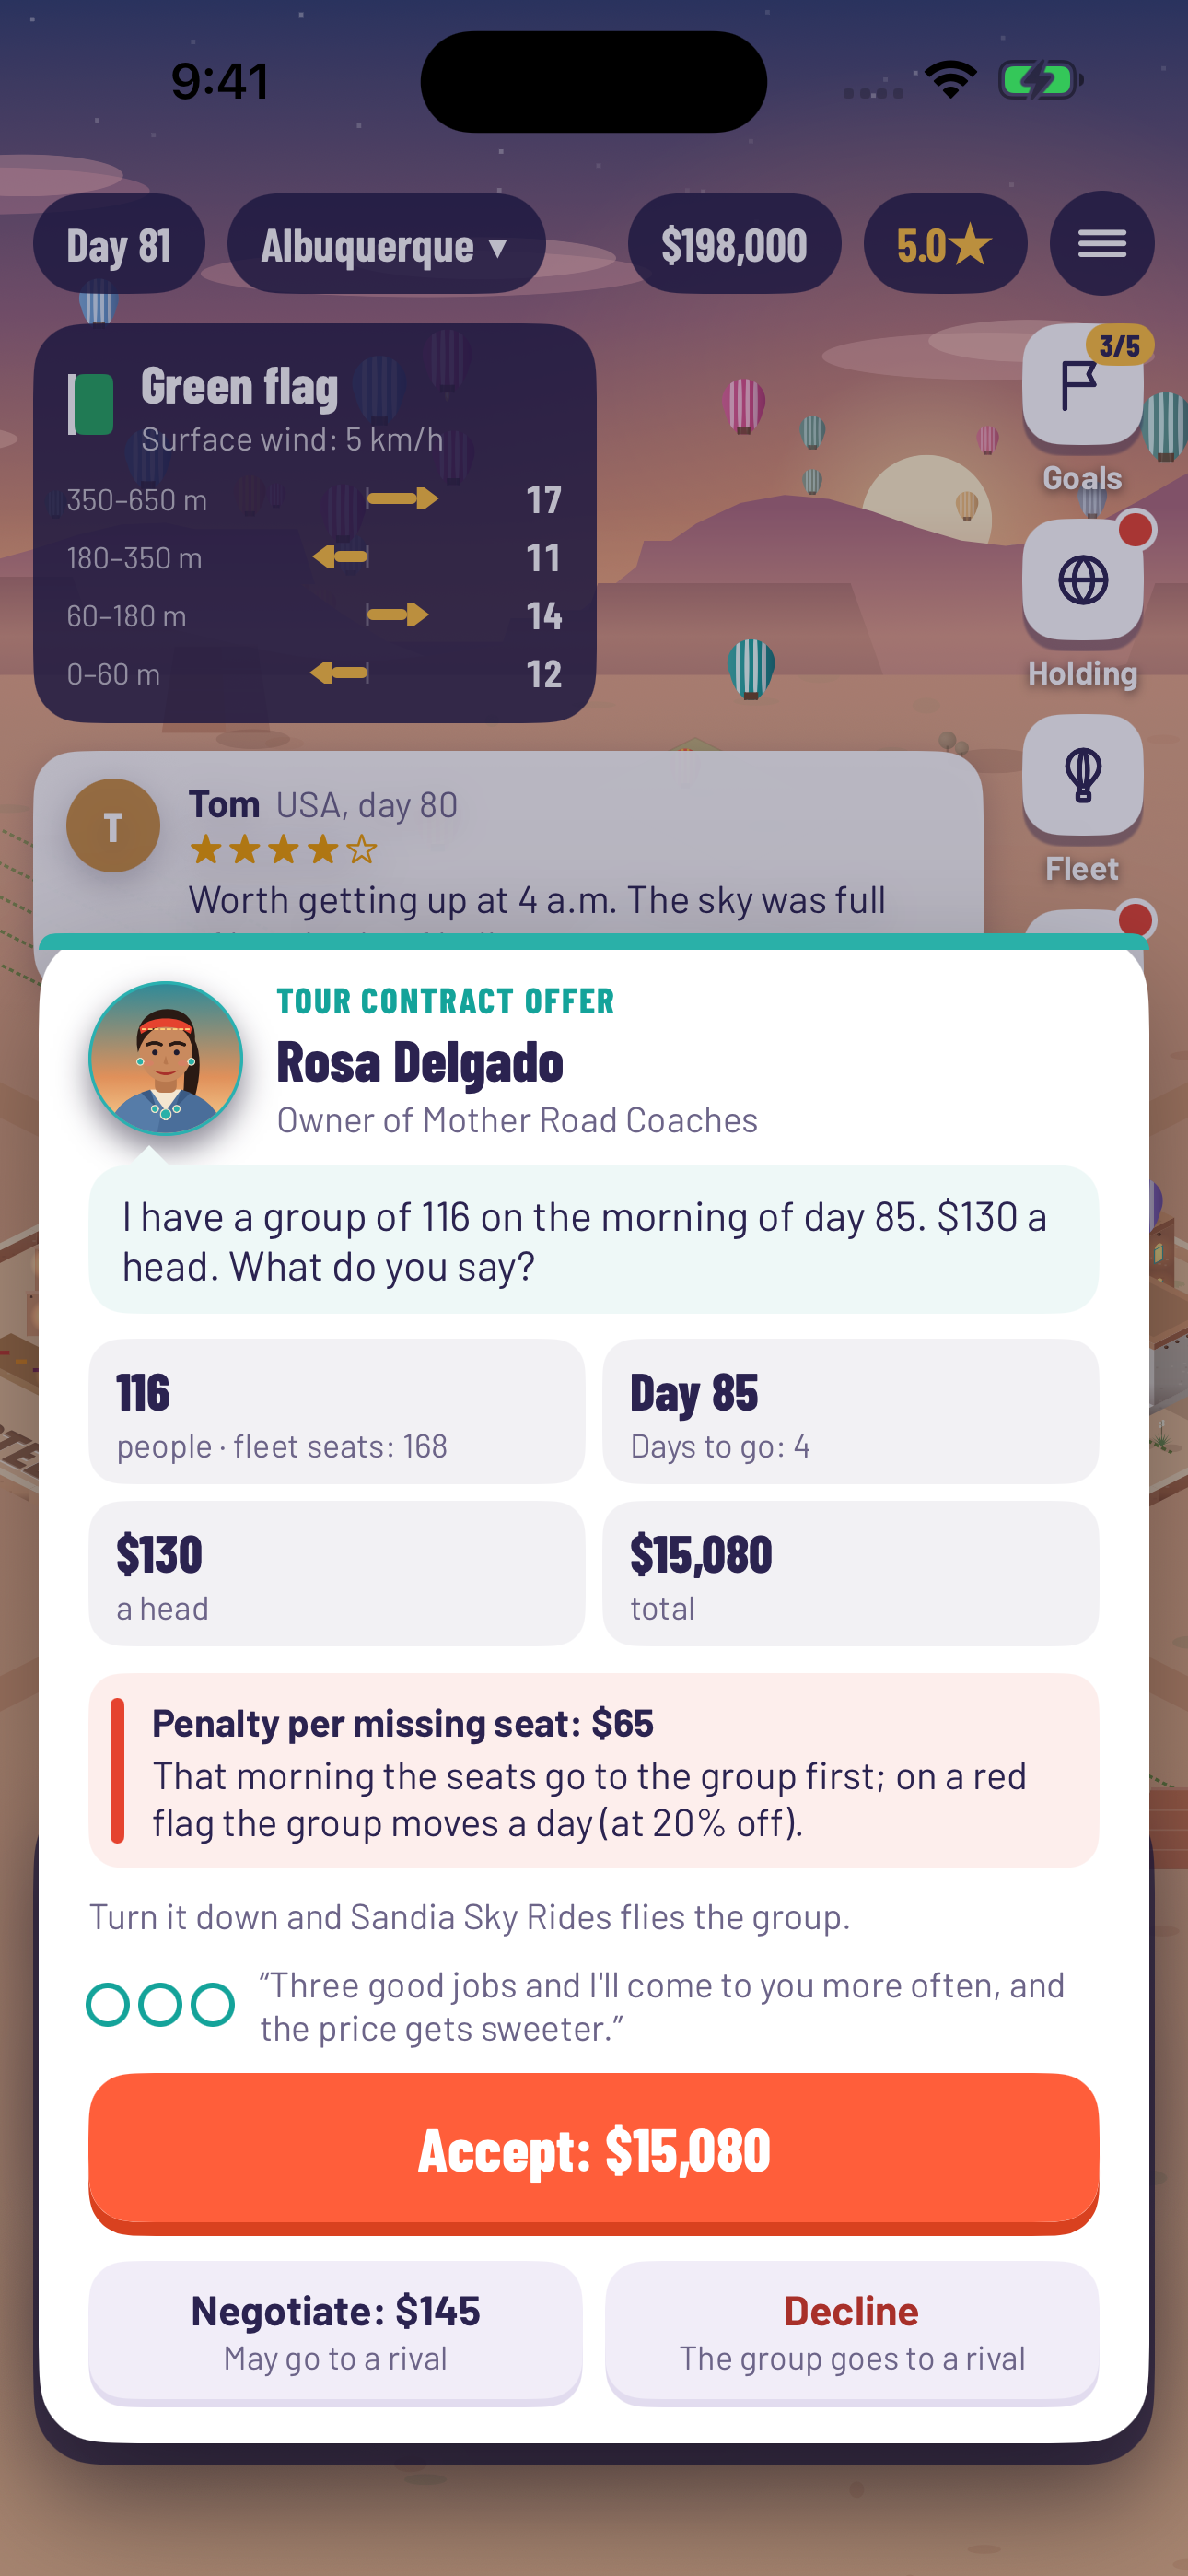 9:41
Day 81
Albuquerque ▾
$198,000
5.0★
3/5
Goals
Holding
Fleet
Green flag
Surface wind: 5 km/h
350–650 m 17
180–350 m 11
60–180 m 14
0–60 m 12
T
Tom USA, day 80
Worth getting up at 4 a.m. The sky was full
TOUR CONTRACT OFFER
Rosa Delgado
Owner of Mother Road Coaches
I have a group of 116 on the morning of day 85. $130 a
head. What do you say?
116
people · fleet seats: 168
Day 85
Days to go: 4
$130
a head
$15,080
total
Penalty per missing seat: $65
That morning the seats go to the group first; on a red
flag the group moves a day (at 20% off).
Turn it down and Sandia Sky Rides flies the group.
“Three good jobs and I'll come to you more often, and
the price gets sweeter.”
Accept: $15,080
Negotiate: $145
May go to a rival
Decline
The group goes to a rival